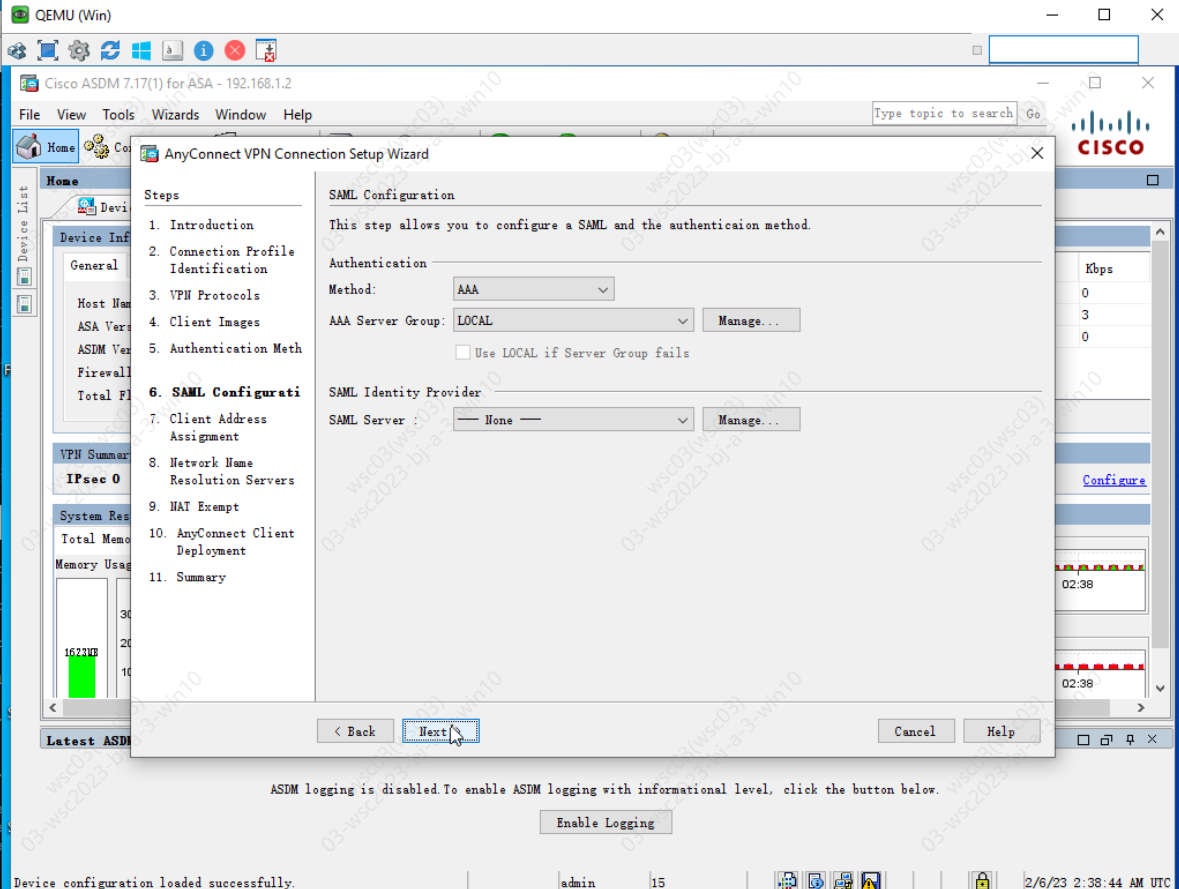 QEMU (Win)
Cisco ASDM 7.17(1) for ASA - 192.168.1.2
File View Tools Wizards Window Help
Type topic to search Go
CISCO
Home Co
AnyConnect VPN Connection Setup Wizard
Home
Device List
Devi
Device Inf
General
Host Nam
ASA Vers
ASDM Ver
Firewall
Total Fl
VPN Summar
IPsec 0
System Res
Total Memo
Memory Usag
1623MB
30
20
10
Steps
1. Introduction
2. Connection Profile
Identification
3. VPN Protocols
4. Client Images
5. Authentication Meth
6. SAML Configurati
7. Client Address
Assignment
8. Network Name
Resolution Servers
9. NAT Exempt
10. AnyConnect Client
Deployment
11. Summary
SAML Configuration
This step allows you to configure a SAML and the authenticaion method.
Authentication
Method: AAA
AAA Server Group: LOCAL Manage...
Use LOCAL if Server Group fails
SAML Identity Provider
SAML Server : --- None --- Manage...
< Back Next Cancel Help
Kbps
0
3
0
Configure
02:38
02:38
Latest ASDM
ASDM logging is disabled.To enable ASDM logging with informational level, click the button below.
Enable Logging
Device configuration loaded successfully. admin 15 2/6/23 2:38:44 AM UTC
03-wsc2023-bj-a-3-win10
wsc03(wsc03)